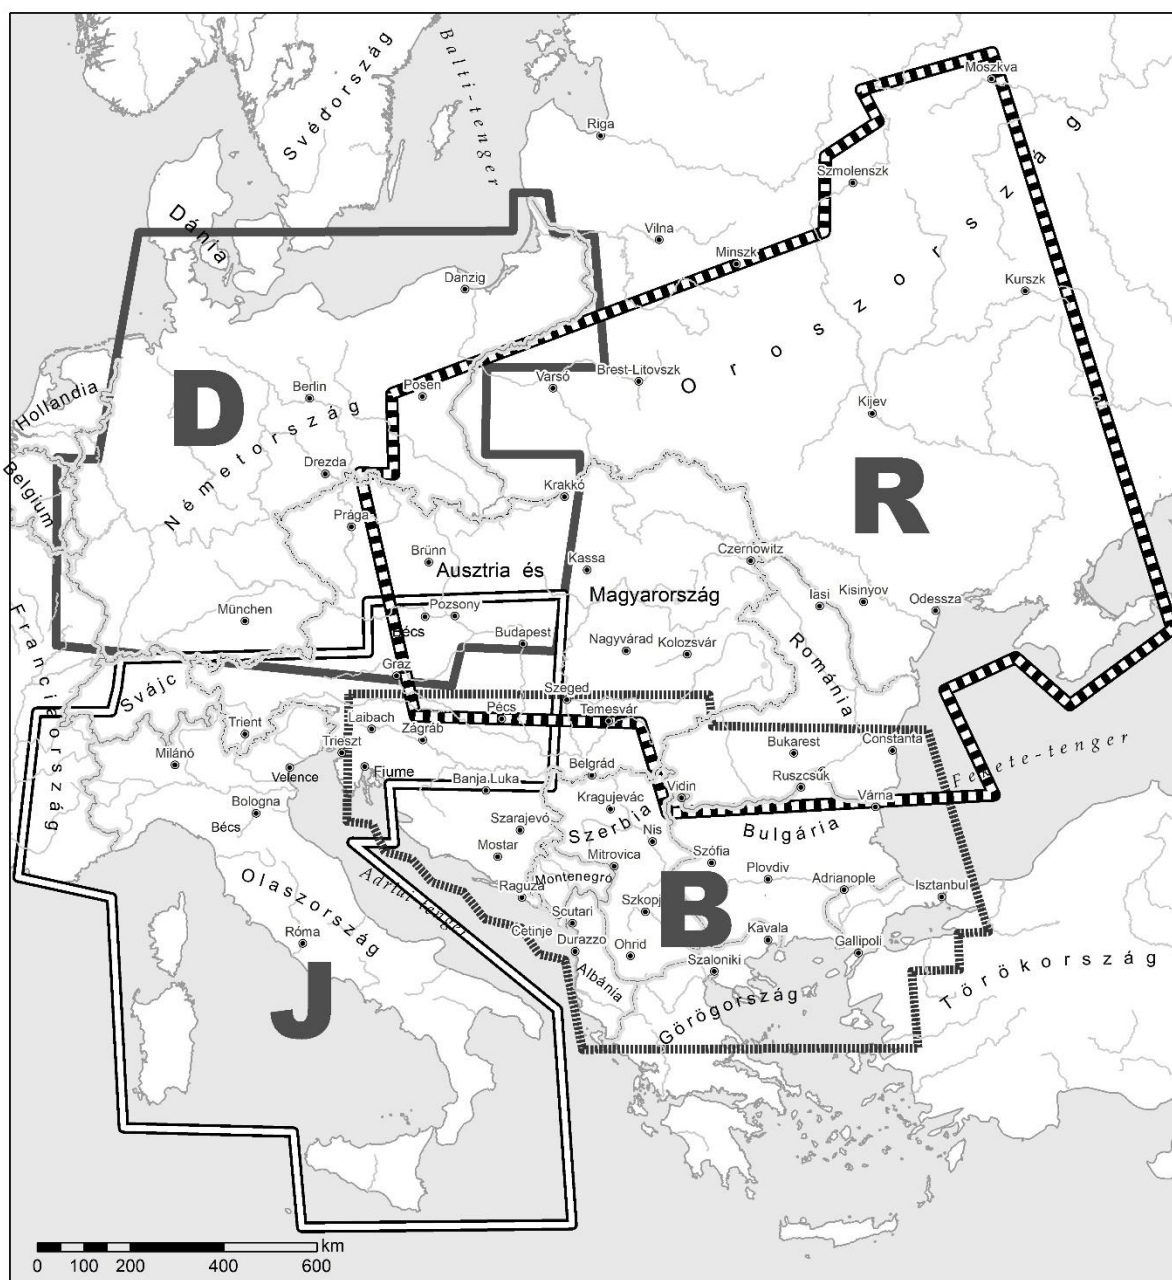 Svédország
Balti-tenger
Moszkva
Riga
Szmolenszk
Dánia
Vilna
Minszk
Danzig
Kurszk
Oroszország
Hollandia
D
Berlin
Posen
Varsó
Brest-Litovszk
Kijev
Németország
Belgium
Drezda
Krakkó
R
Prága
Brünn
Kassa
Czernowitz
Ausztria és
Magyarország
Iasi
Kisinyov
Odessza
München
Pozsony
Bécs
Budapest
Nagyvárad
Kolozsvár
Románia
Franciaország
Svájc
Graz
Szeged
Trient
Laibach
Pécs
Temesvár
Zágráb
Milánó
Trieszt
Bukarest
Constanta
Fekete-tenger
Velence
Fiume
Banja Luka
Belgrád
Ruszcsük
Vidin
Várna
Bologna
Bécs
Kragujevác
Szarajevó
Szerbia
Nis
Bulgária
Mostar
Mitrovica
Szófia
Plovdiv
Montenegró
Adrianople
Isztanbul
Olaszország
Adriai tenger
Raguza
Szkopj
B
Scutari
Cetinje
Róma
Durazzo
Ohrid
Kavala
Gallipoli
Szaloniki
Albánia
Görögország
Törökország
J
km
0 100 200 400 600